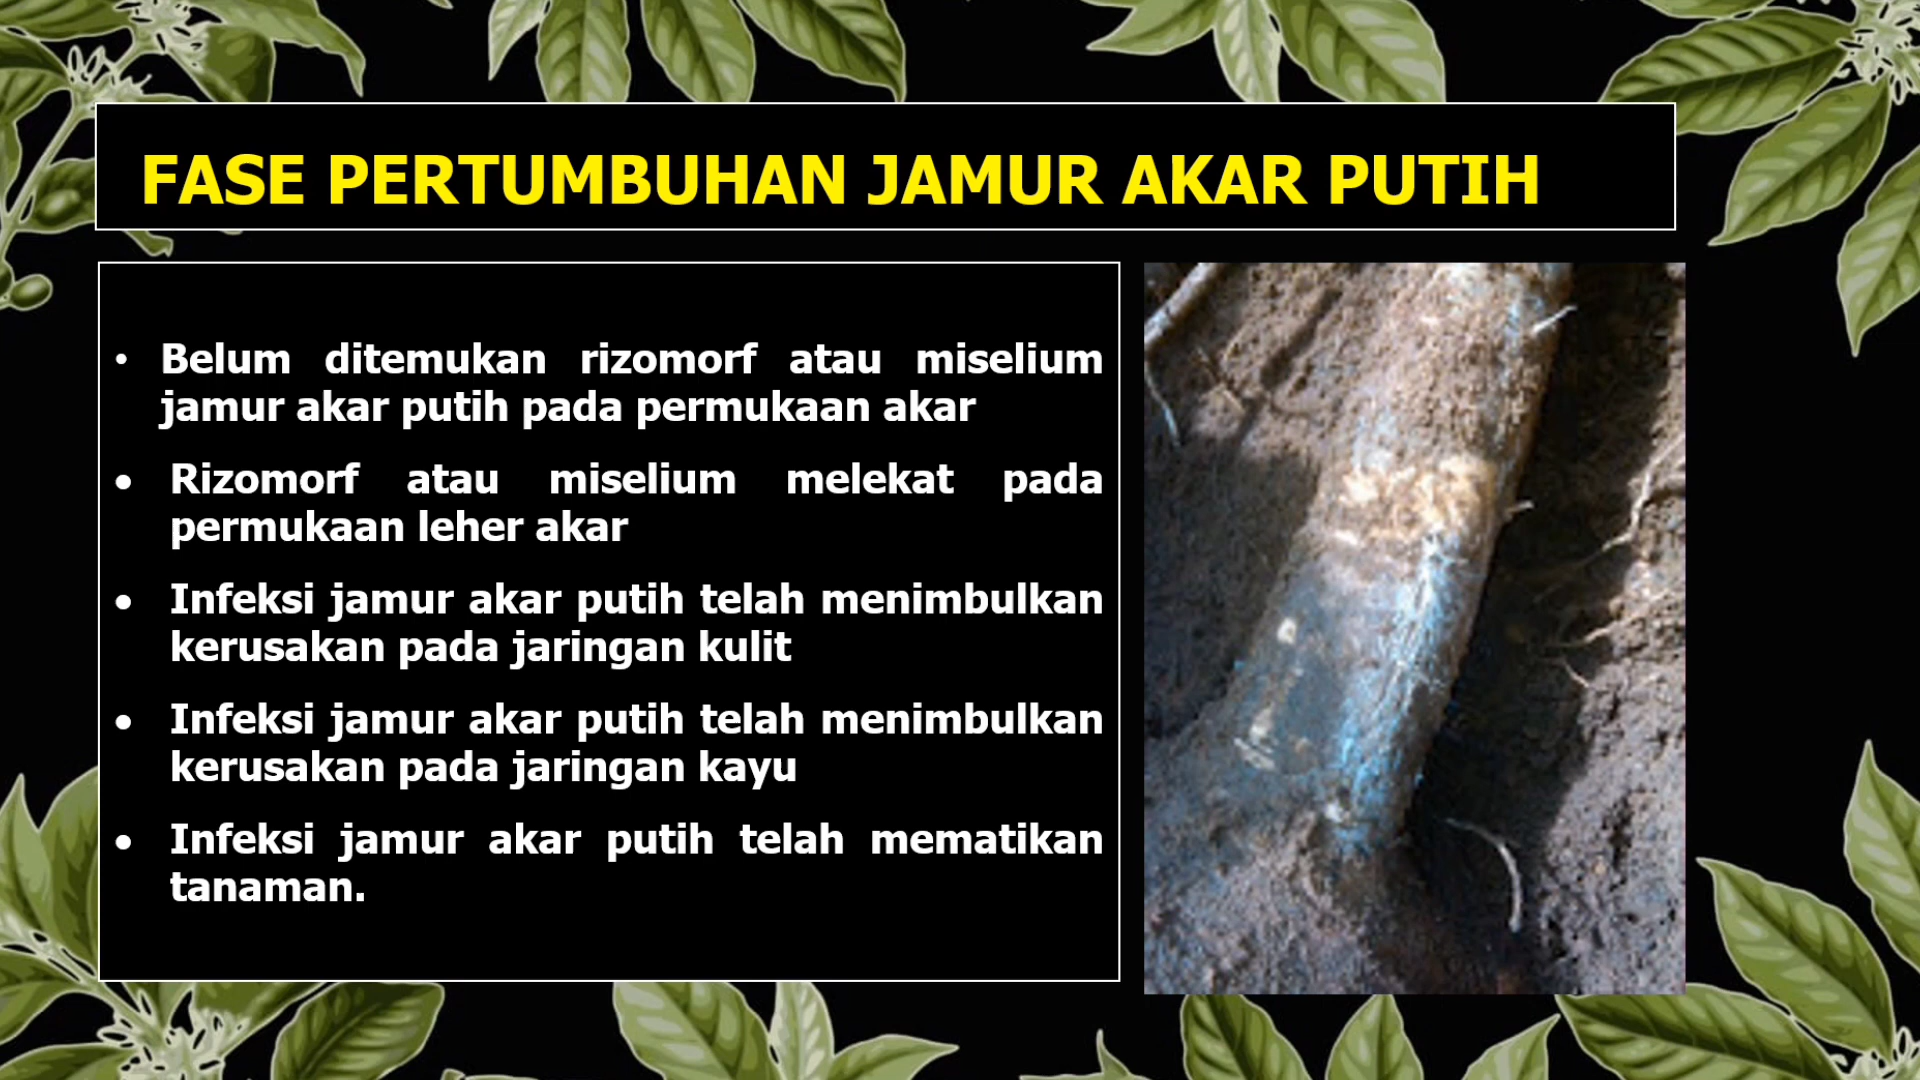 FASE PERTUMBUHAN JAMUR AKAR PUTIH
• Belum ditemukan rizomorf atau miselium
jamur akar putih pada permukaan akar
• Rizomorf atau miselium melekat pada
permukaan leher akar
• Infeksi jamur akar putih telah menimbulkan
kerusakan pada jaringan kulit
• Infeksi jamur akar putih telah menimbulkan
kerusakan pada jaringan kayu
• Infeksi jamur akar putih telah mematikan
tanaman.